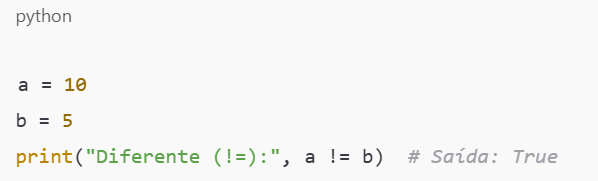 python
a = 10
b = 5
print("Diferente (!=):", a != b)  # Saída: True